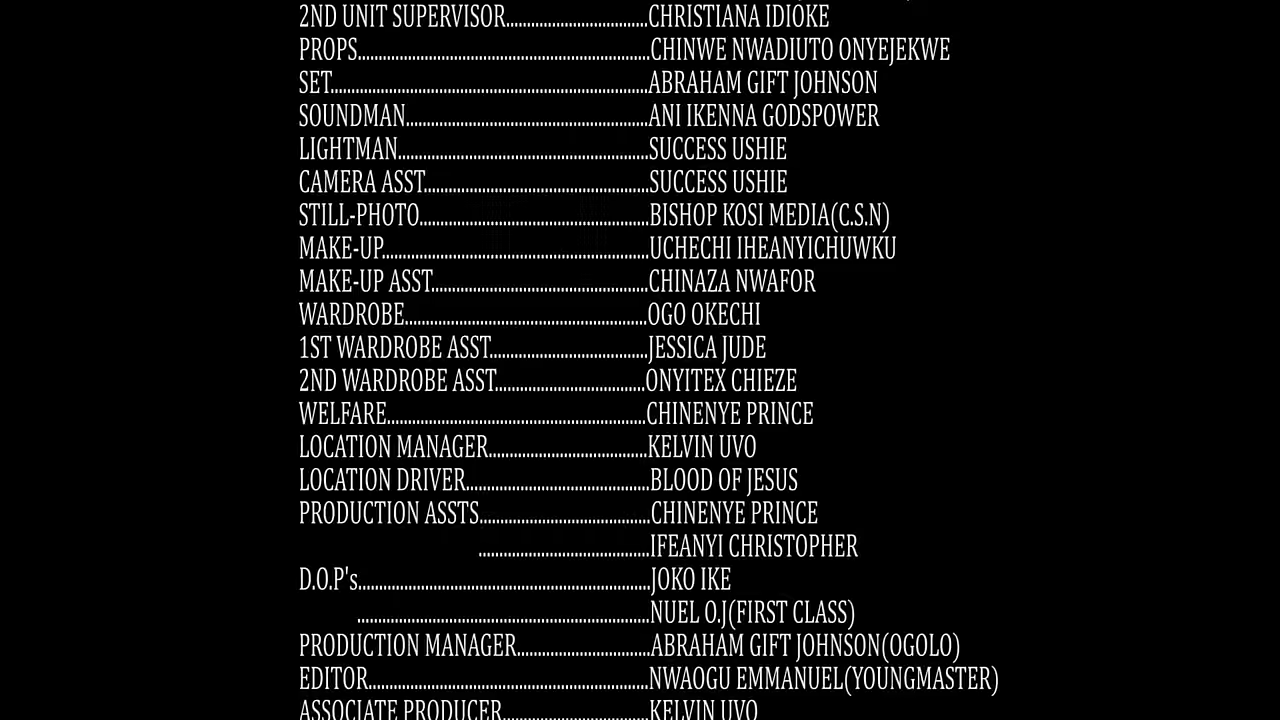 2ND UNIT SUPERVISOR..................................CHRISTIANA IDIOKE
PROPS......................................................................CHINWE NWADIUTO ONYEJEKWE
SET............................................................................ABRAHAM GIFT JOHNSON
SOUNDMAN..........................................................ANI IKENNA GODSPOWER
LIGHTMAN............................................................SUCCESS USHIE
CAMERA ASST......................................................SUCCESS USHIE
STILL-PHOTO.......................................................BISHOP KOSI MEDIA(C.S.N)
MAKE-UP................................................................UCHECHI IHEANYICHUWKU
MAKE-UP ASST....................................................CHINAZA NWAFOR
WARDROBE..........................................................OGO OKECHI
1ST WARDROBE ASST......................................JESSICA JUDE
2ND WARDROBE ASST....................................ONYITEX CHIEZE
WELFARE..............................................................CHINENYE PRINCE
LOCATION MANAGER......................................KELVIN UVO
LOCATION DRIVER............................................BLOOD OF JESUS
PRODUCTION ASSTS.........................................CHINENYE PRINCE
.........................................IFEANYI CHRISTOPHER
D.O.P's......................................................................JOKO IKE
......................................................................NUEL O.J(FIRST CLASS)
PRODUCTION MANAGER................................ABRAHAM GIFT JOHNSON(OGOLO)
EDITOR...................................................................NWAOGU EMMANUEL(YOUNGMASTER)
ASSOCIATE PRODUCER...................................KELVIN UVO